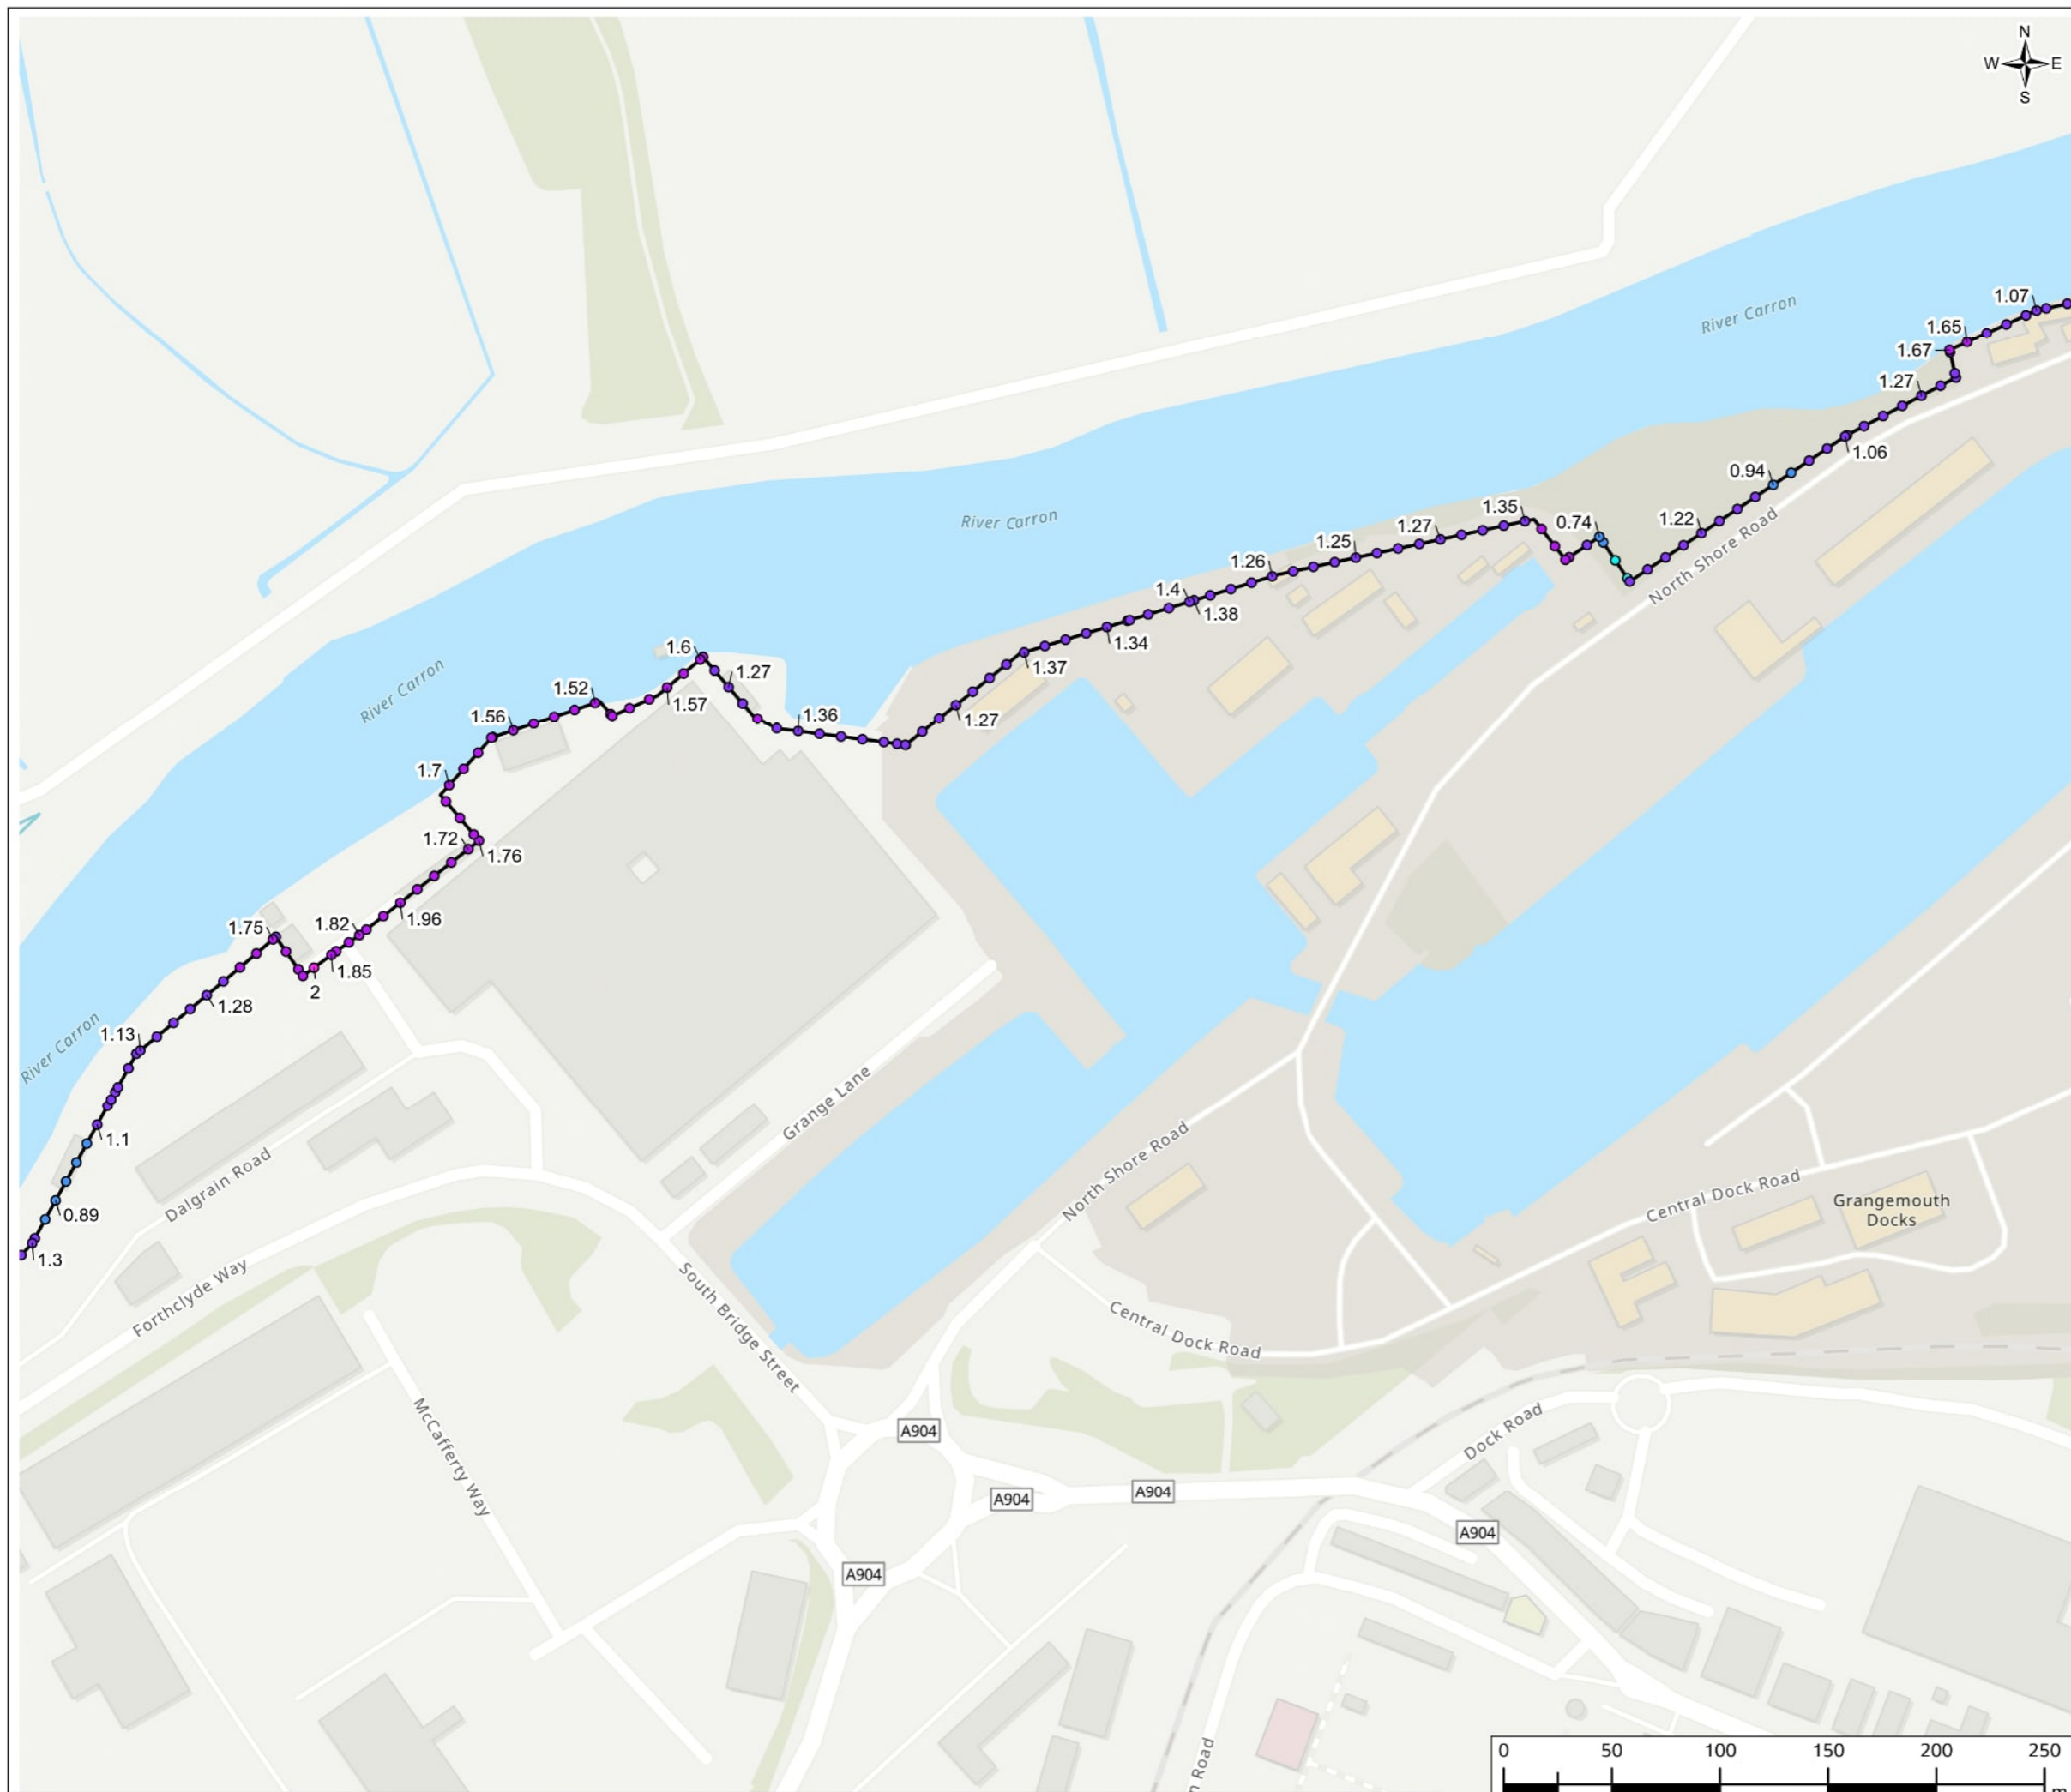 N
W E
S
River Carron
1.07
1.65
1.67
1.27
1.06
0.94
1.22
0.74
1.35
1.27
1.25
1.26
1.4
1.38
1.34
1.37
1.27
River Carron
North Shore Road
River Carron
1.6
1.27
1.57
1.36
1.52
1.56
1.7
1.72
1.76
1.96
1.82
1.75
1.85
2
1.28
1.13
River Carron
1.1
0.89
1.3
Dalgrain Road
Forthclyde Way
Grange Lane
North Shore Road
South Bridge Street
Central Dock Road
Central Dock Road
Grangemouth
Docks
McCafferty Way
A904
A904
A904
A904
A904
Dock Road
Road
0 50 100 150 200 250